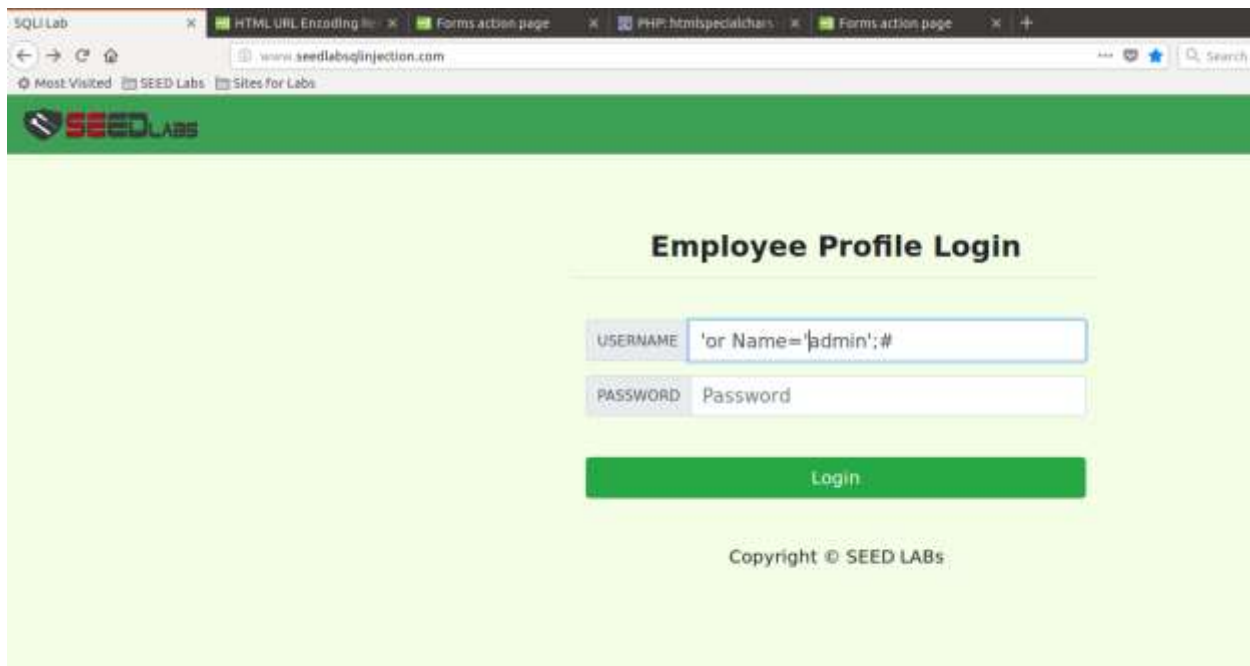 SQLi Lab × HTML URL Encoding × Forms action page × PHP: htmlspecialchars × Forms action page × +
www.seedlabsqlinjection.com ··· Search
Most Visited SEED Labs Sites for Labs
SEEDLABS
Employee Profile Login
USERNAME 'or Name='admin';#
PASSWORD Password
Login
Copyright © SEED LABs